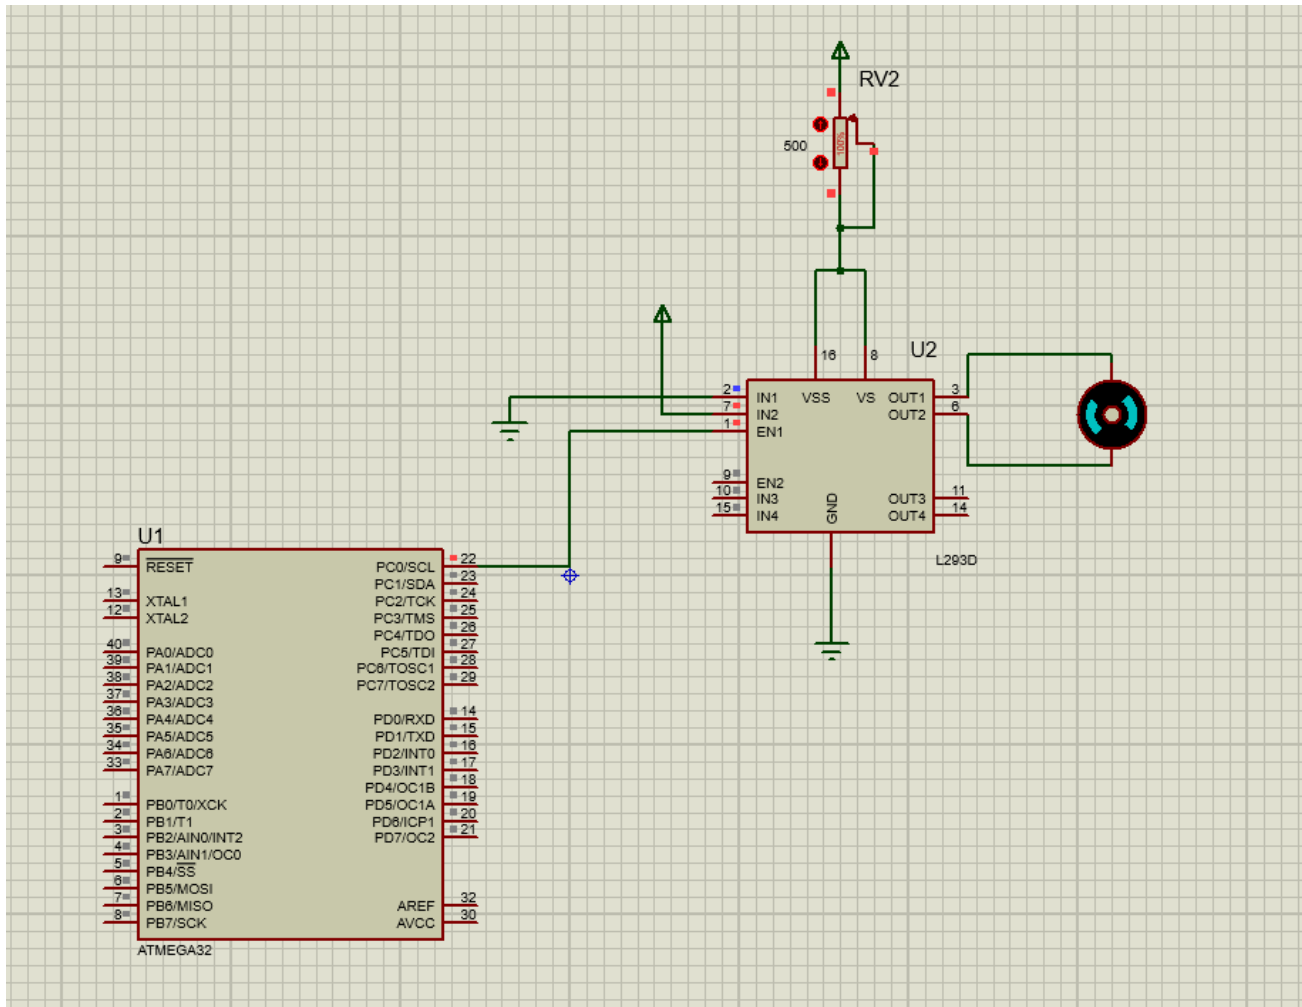 RV2
500
100%
16
8
U2
2
IN1
VSS
VS
OUT1
3
7
IN2
OUT2
6
1
EN1
9
EN2
10
IN3
OUT3
11
15
IN4
OUT4
14
GND
L293D
U1
9
RESET
PC0/SCL
22
PC1/SDA
23
13
XTAL1
PC2/TCK
24
12
XTAL2
PC3/TMS
25
PC4/TDO
26
40
PA0/ADC0
PC5/TDI
27
39
PA1/ADC1
PC6/TOSC1
28
38
PA2/ADC2
PC7/TOSC2
29
37
PA3/ADC3
36
PA4/ADC4
PD0/RXD
14
35
PA5/ADC5
PD1/TXD
15
34
PA6/ADC6
PD2/INT0
16
33
PA7/ADC7
PD3/INT1
17
PD4/OC1B
18
1
PB0/T0/XCK
PD5/OC1A
19
2
PB1/T1
PD6/ICP1
20
3
PB2/AIN0/INT2
PD7/OC2
21
4
PB3/AIN1/OC0
5
PB4/SS
6
PB5/MOSI
7
PB6/MISO
AREF
32
8
PB7/SCK
AVCC
30
ATMEGA32